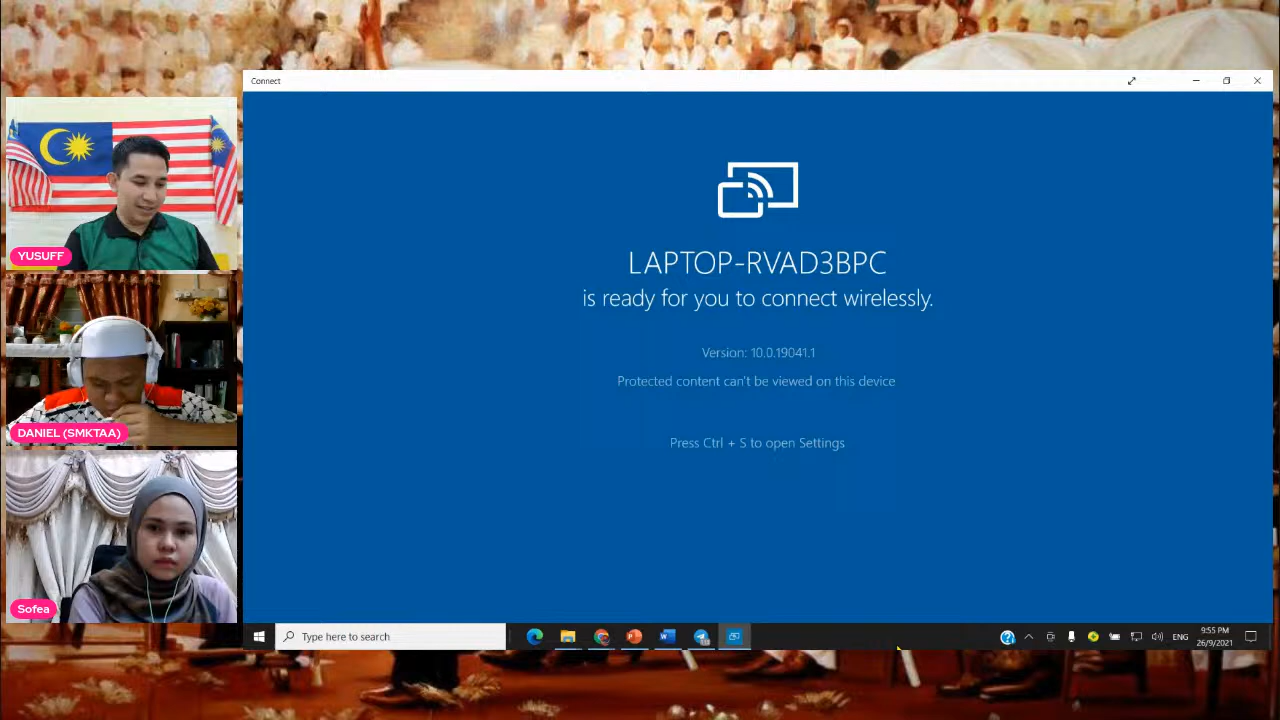 Connect
YUSUFF
DANIEL (SMKTAA)
Sofea
LAPTOP-RVAD3BPC
is ready for you to connect wirelessly.
Version: 10.0.19041.1
Protected content can't be viewed on this device
Press Ctrl + S to open Settings
Type here to search
ENG
9:55 PM
26/9/2021